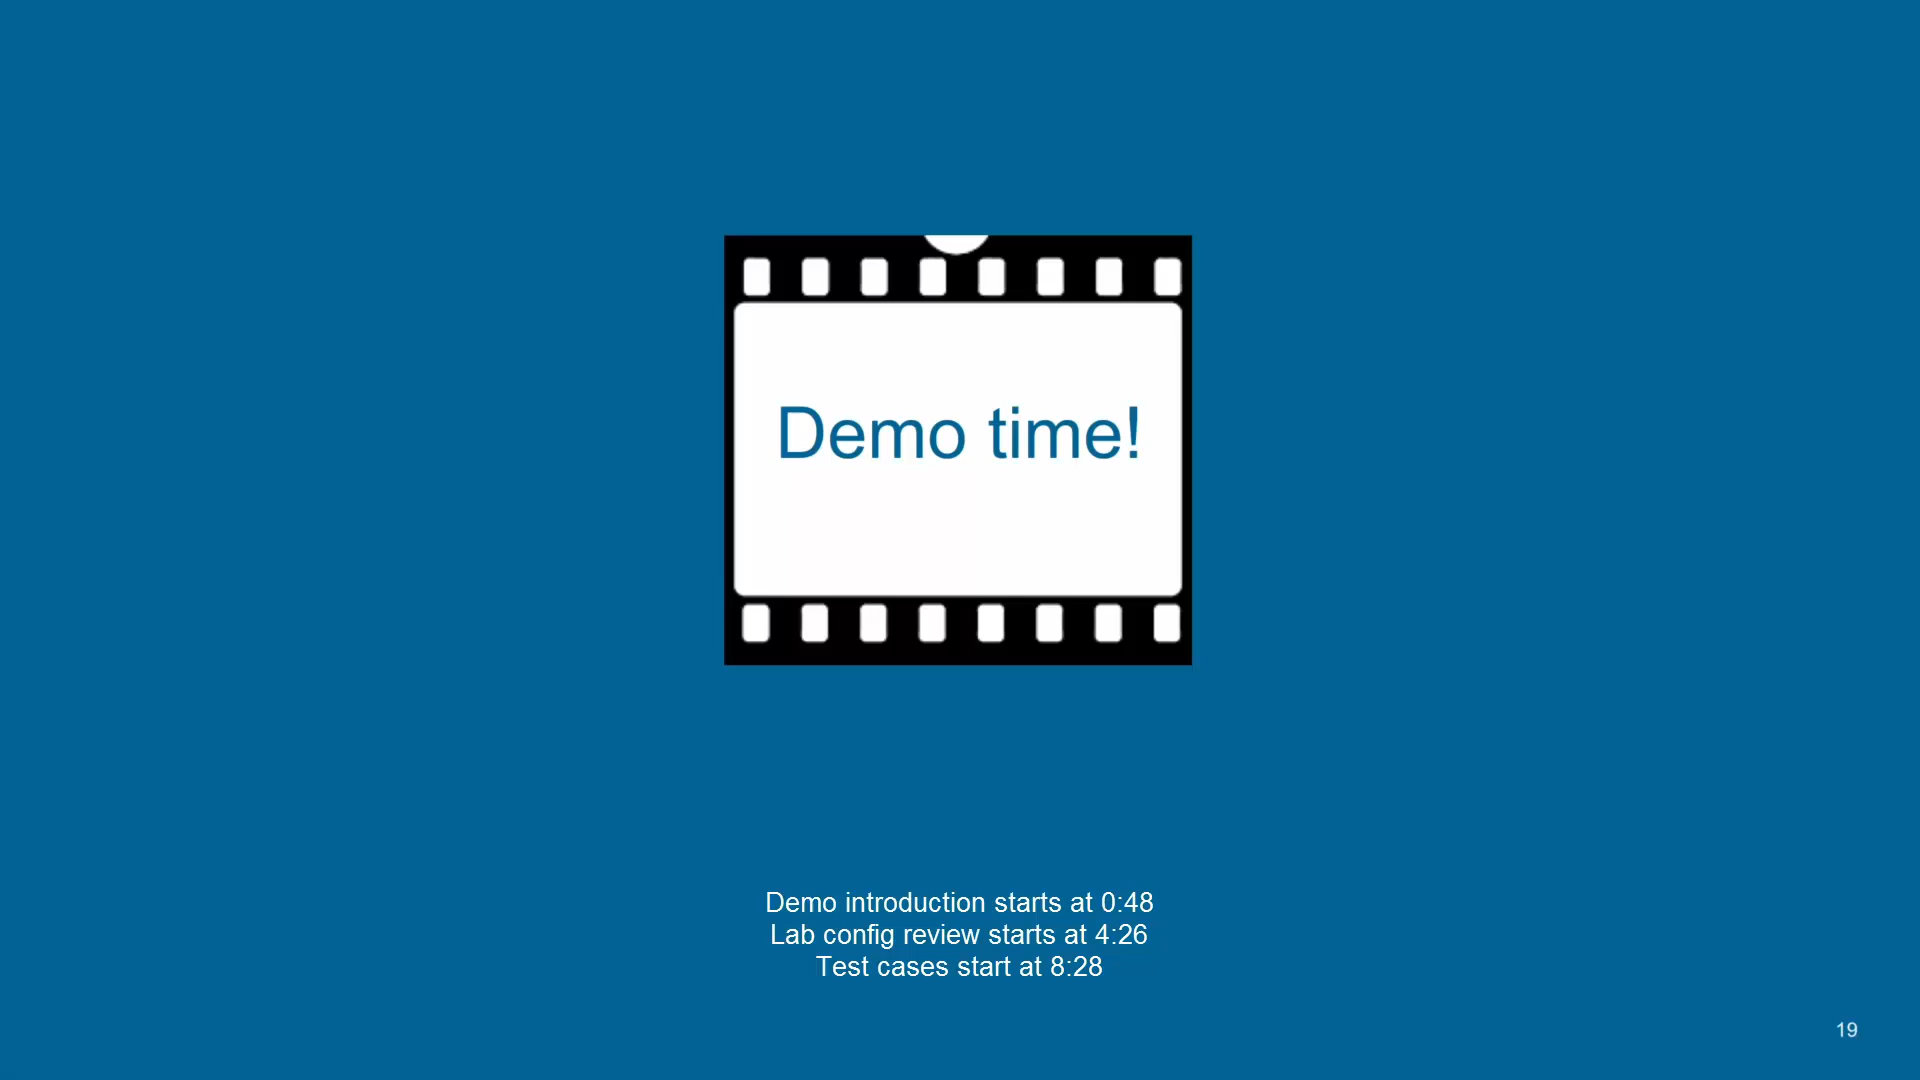 Demo time!
Demo introduction starts at 0:48
Lab config review starts at 4:26
Test cases start at 8:28
19